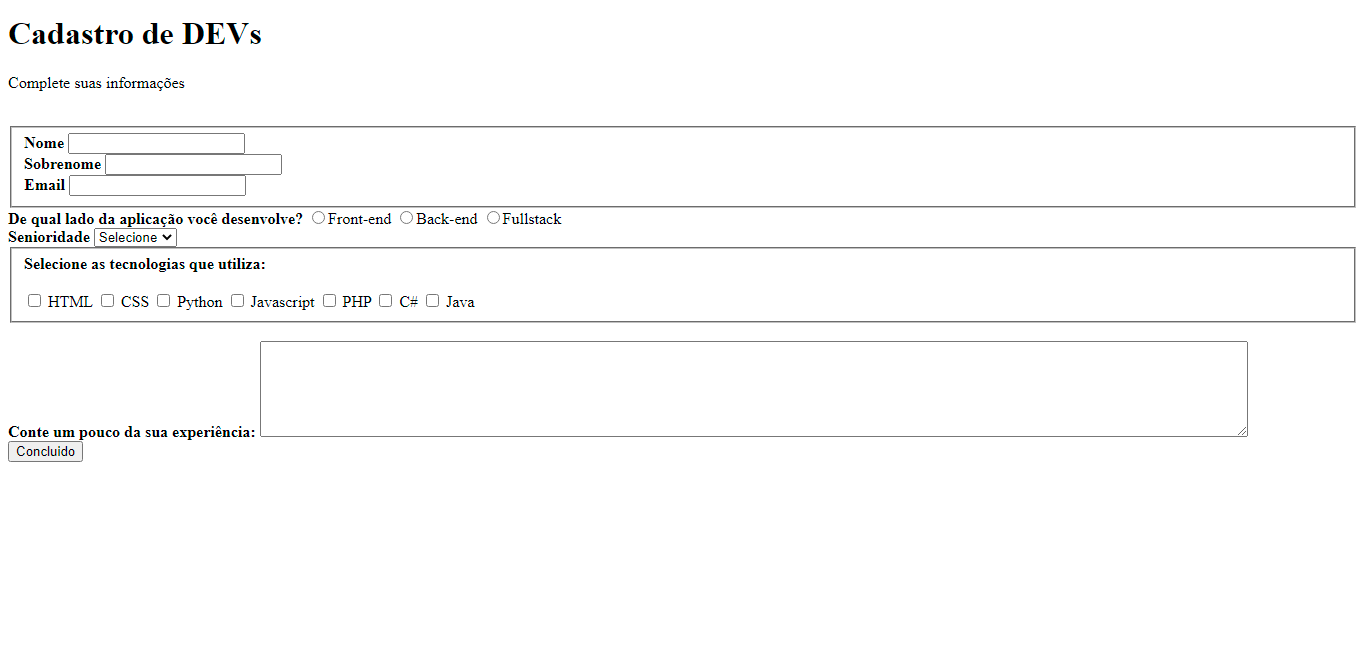 Cadastro de DEVs
Complete suas informações
Nome
Sobrenome
Email
De qual lado da aplicação você desenvolve? Front-end Back-end Fullstack
Senioridade Selecione
Selecione as tecnologias que utiliza:
HTML CSS Python Javascript PHP C# Java
Conte um pouco da sua experiência:
Concluido